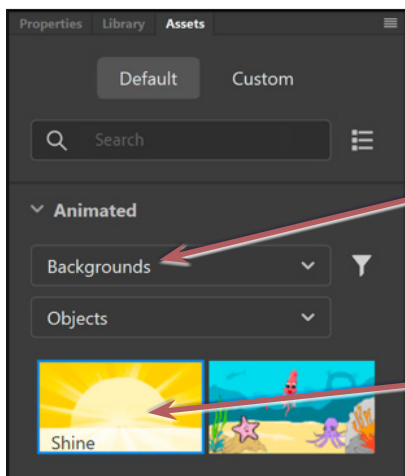 Properties Library Assets
Default Custom
Search
Animated
Backgrounds
Objects
Shine